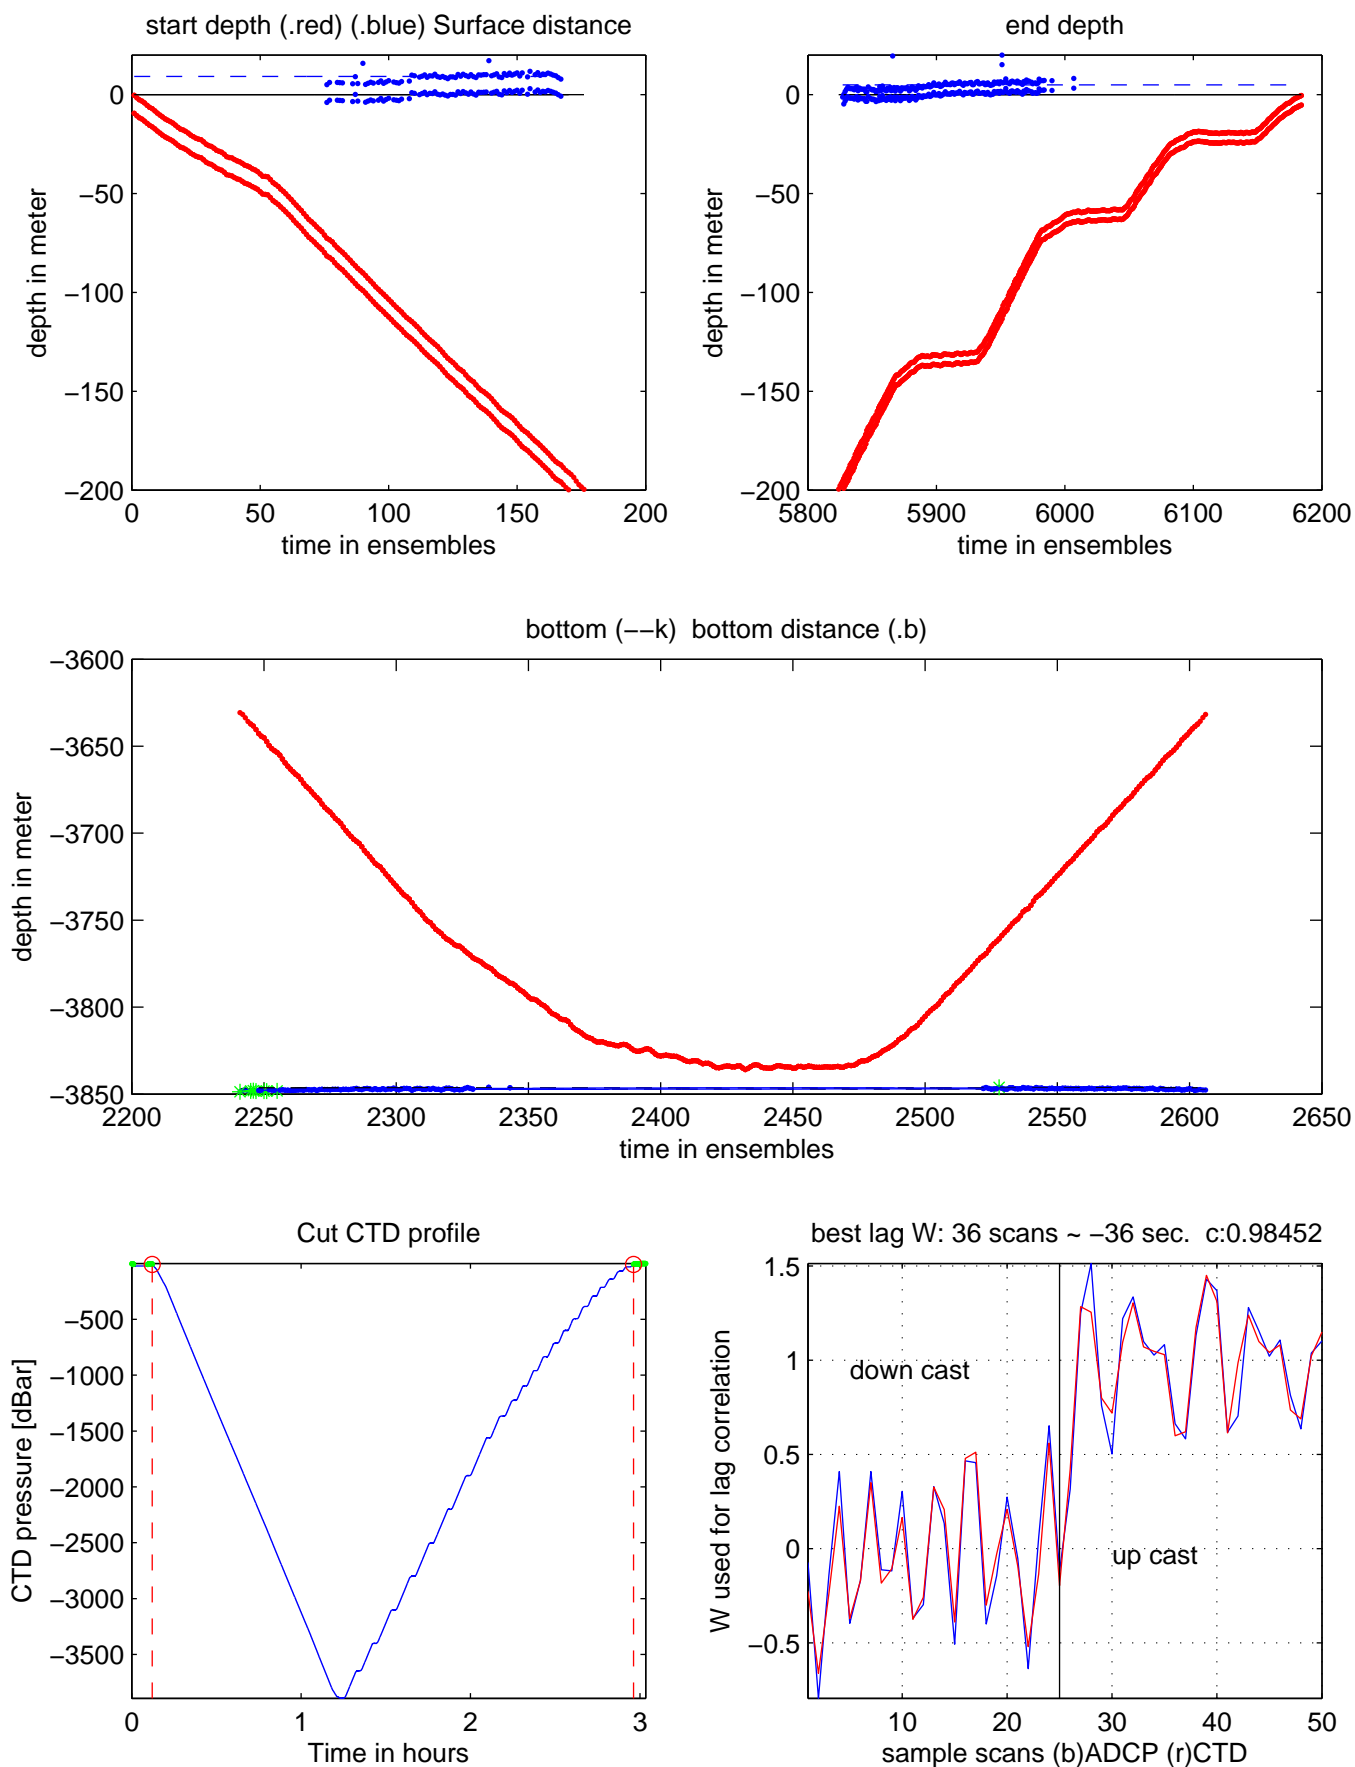 start depth (.red) (.blue) Surface distance
0
−50
−100
−150
−200
depth in meter
0 50 100 150 200
time in ensembles
end depth
0
−50
−100
−150
−200
depth in meter
5800 5900 6000 6100 6200
time in ensembles
bottom (−−k)  bottom distance (.b)
−3600
−3650
−3700
−3750
−3800
−3850
depth in meter
2200 2250 2300 2350 2400 2450 2500 2550 2600 2650
time in ensembles
Cut CTD profile
−500
−1000
−1500
−2000
−2500
−3000
−3500
CTD pressure [dBar]
0 1 2 3
Time in hours
best lag W: 36 scans ~ −36 sec.  c:0.98452
1.5
1
0.5
0
−0.5
W used for lag correlation
down cast
up cast
10 20 30 40 50
sample scans (b)ADCP (r)CTD